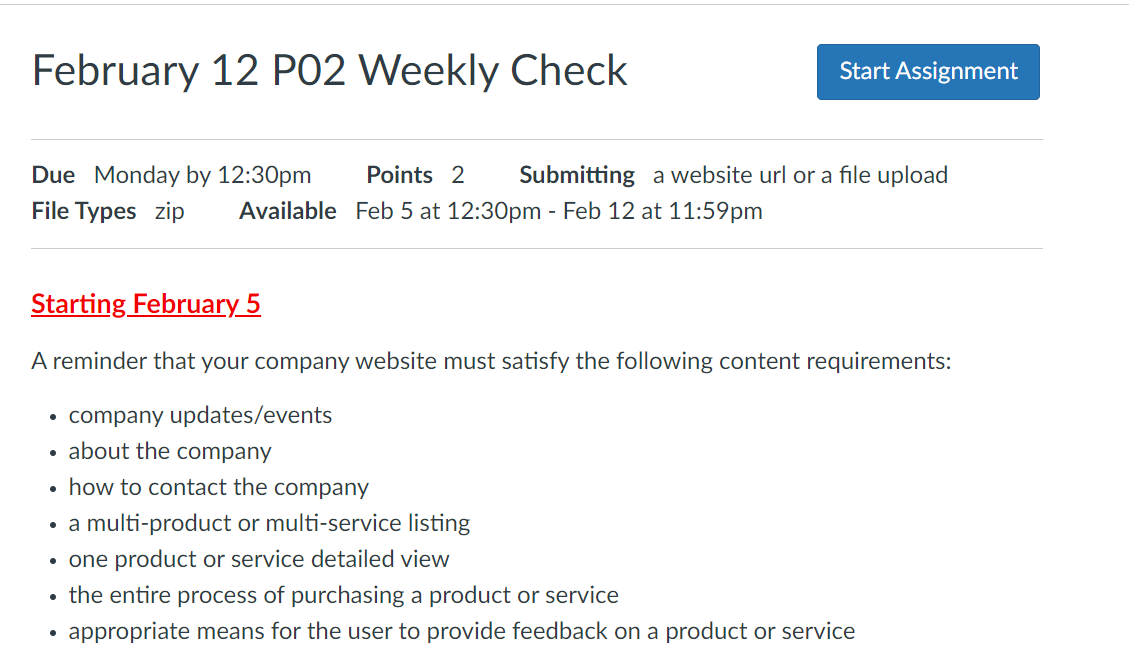 February 12 P02 Weekly Check
Start Assignment
Due Monday by 12:30pm Points 2 Submitting a website url or a file upload
File Types zip Available Feb 5 at 12:30pm - Feb 12 at 11:59pm
Starting February 5
A reminder that your company website must satisfy the following content requirements:
• company updates/events
• about the company
• how to contact the company
• a multi-product or multi-service listing
• one product or service detailed view
• the entire process of purchasing a product or service
• appropriate means for the user to provide feedback on a product or service